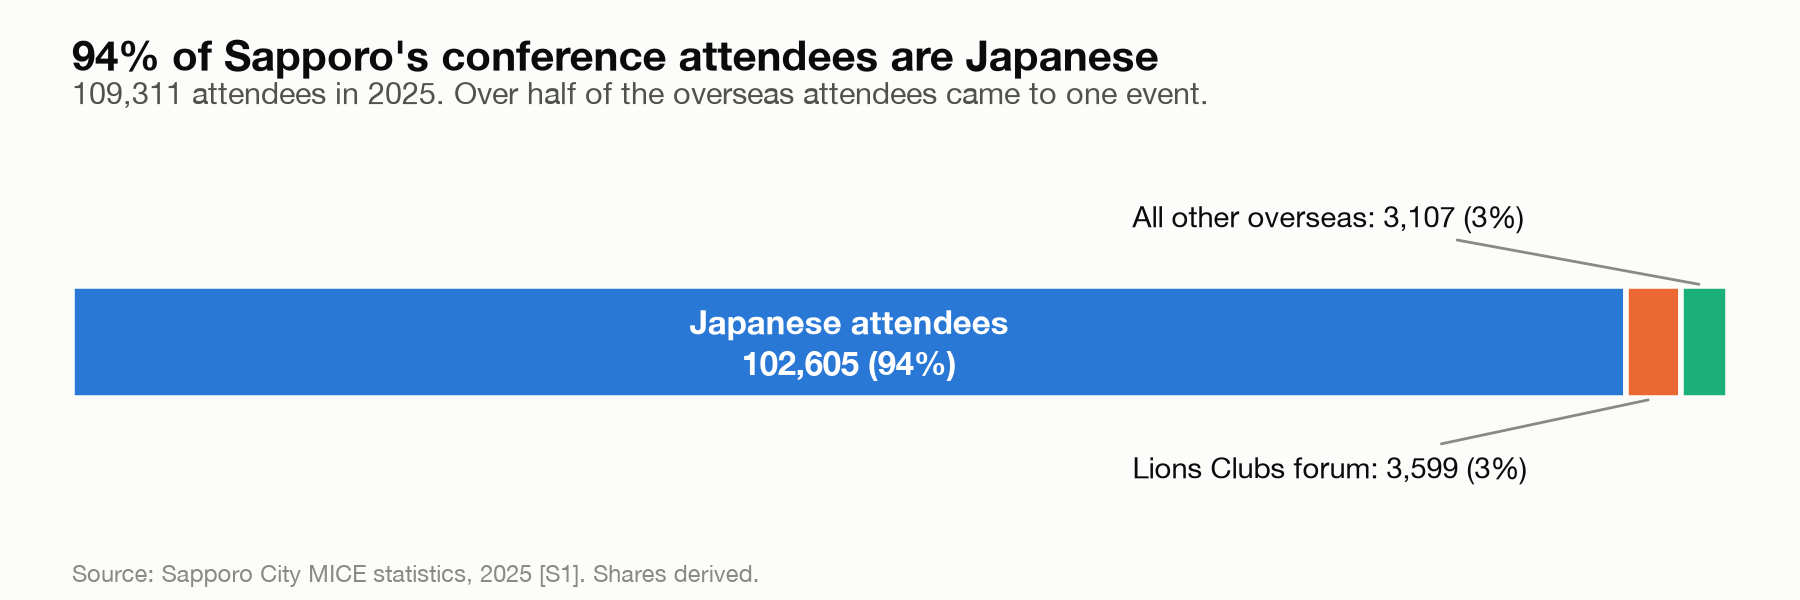 94% of Sapporo's conference attendees are Japanese
109,311 attendees in 2025. Over half of the overseas attendees came to one event.
All other overseas: 3,107 (3%)
Japanese attendees
102,605 (94%)
Lions Clubs forum: 3,599 (3%)
Source: Sapporo City MICE statistics, 2025 [S1]. Shares derived.